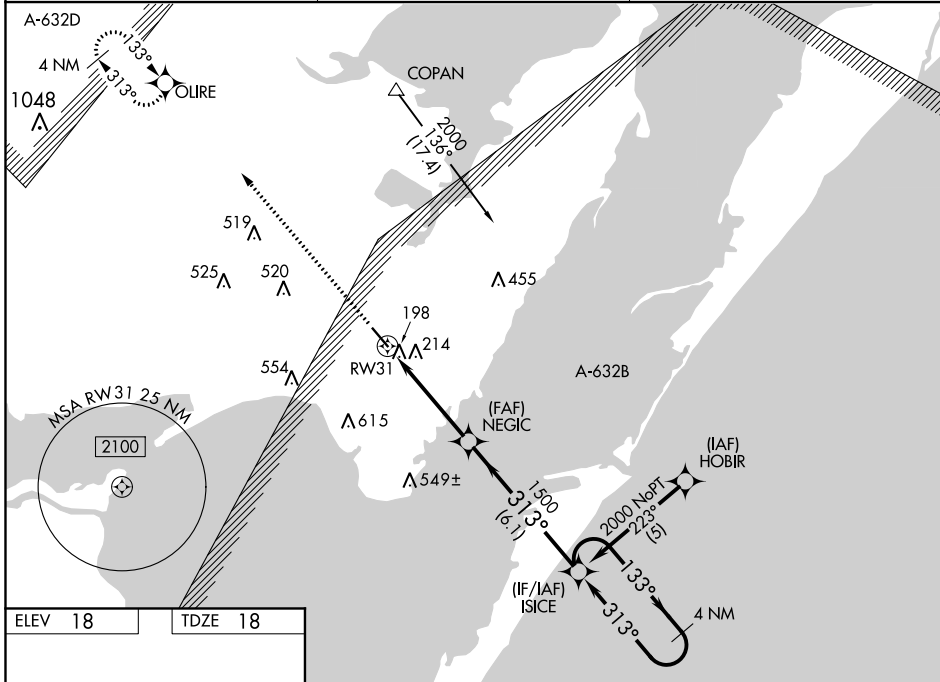 A-632D
133°
4 NM
313°
OLIRE
1048
COPAN
2000
136°
(17.4)
519
525
520
455
198
214
RW31
554
A-632B
MSA RW31 25 NM
2100
615
(FAF)
NEGIC
(IAF)
HOBIR
549±
1500
313°
(6.1)
2000 NoPT
223°
(5)
(IF/IAF)
ISICE
133°
313°
4 NM
ELEV 18
TDZE 18